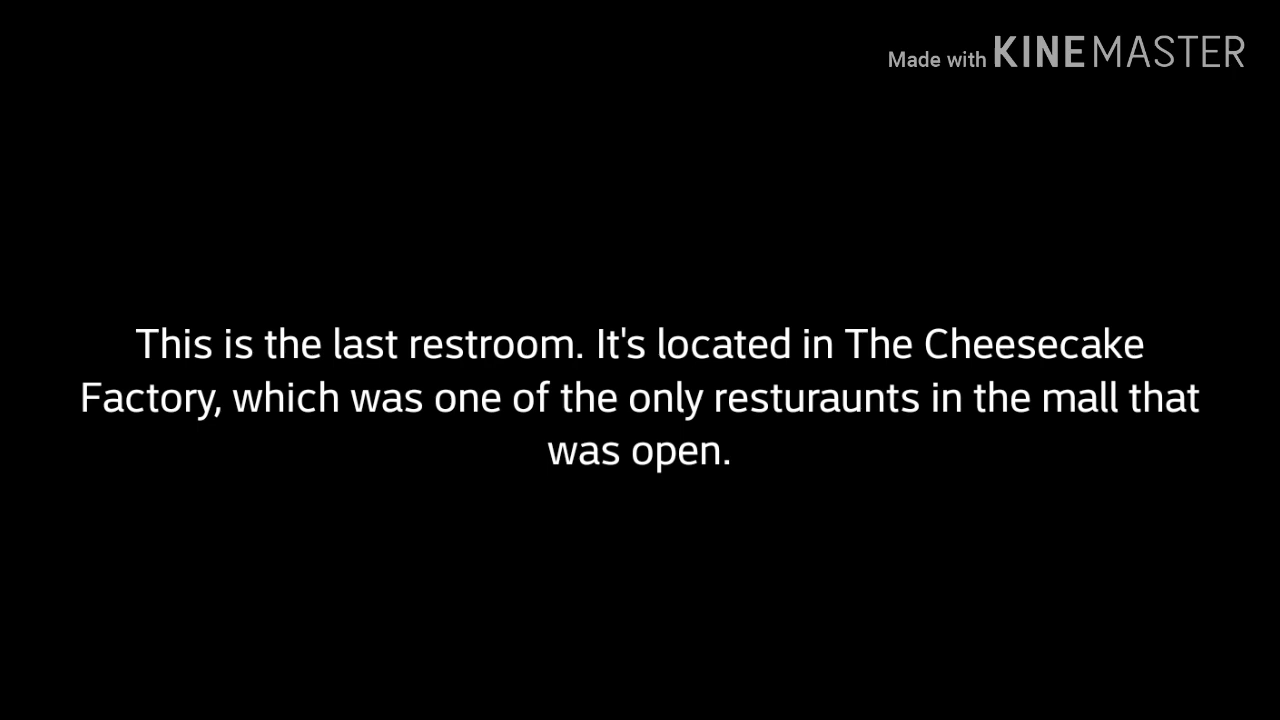 Made with KINEMASTER
This is the last restroom. It's located in The Cheesecake
Factory, which was one of the only resturaunts in the mall that
was open.